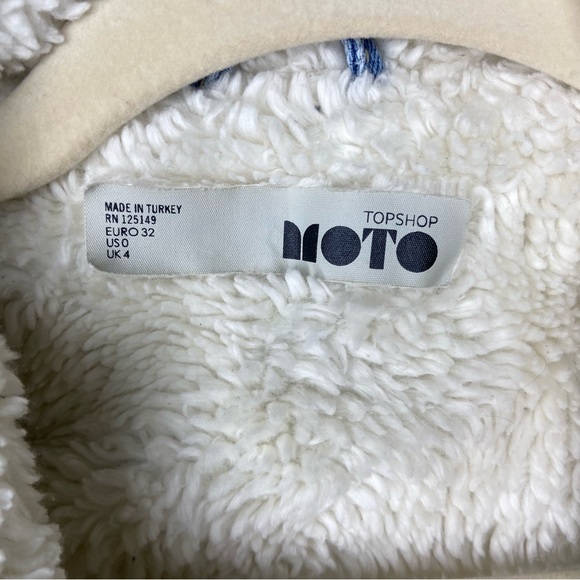 MADE IN TURKEY
RN 125149
EURO 32
US 0
UK 4
TOPSHOP
MOTO